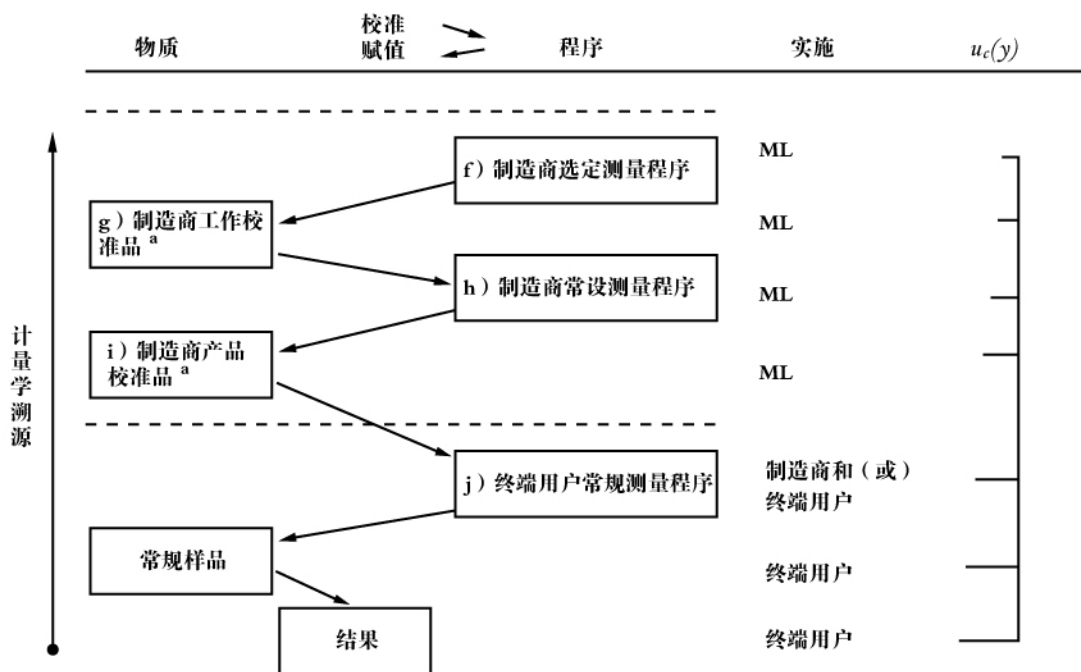 物质
校准
赋值
程序
实施
uc(y)
f）制造商选定测量程序
ML
g）制造商工作校
准品 a
ML
h）制造商常设测量程序
ML
i）制造商产品
校准品 a
ML
计量学溯源
j）终端用户常规测量程序
制造商和（或）
终端用户
常规样品
终端用户
结果
终端用户